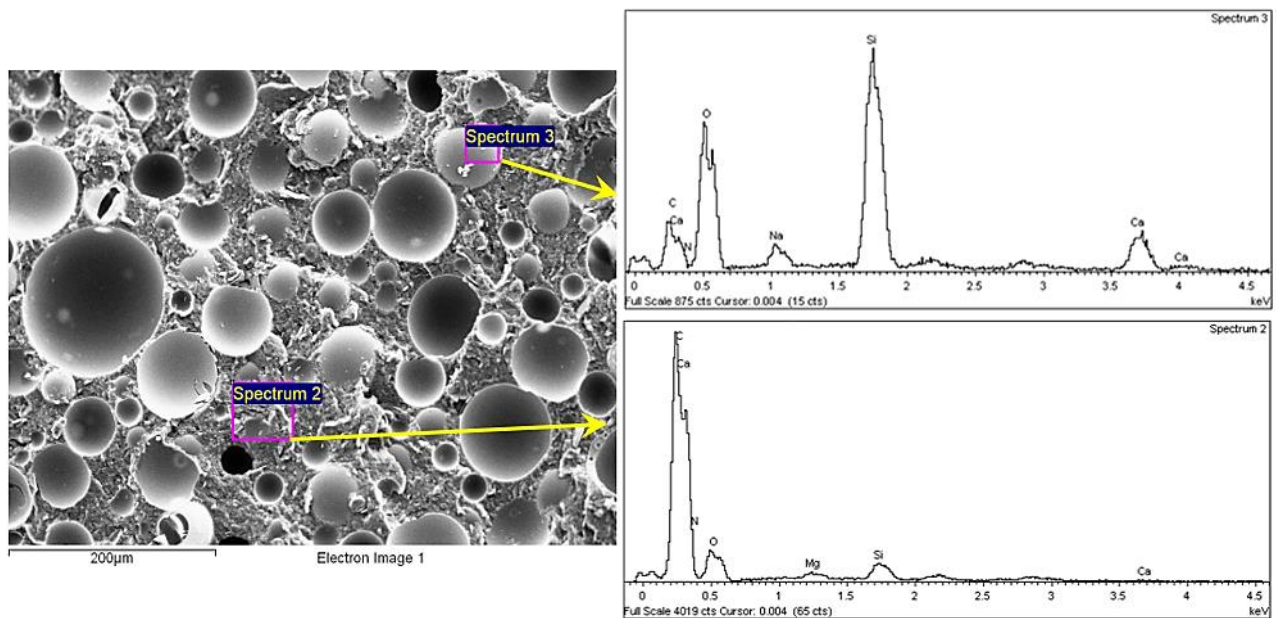 Spectrum 3
Spectrum 2
200µm
Electron Image 1
Spectrum 3
Si
O
C
Ca
N
Na
Ca
Ca
0 0.5 1 1.5 2 2.5 3 3.5 4 4.5
Full Scale 875 cts Cursor: 0.004 (15 cts)
keV
Spectrum 2
C
Ca
N
O
Mg
Si
Ca
0 0.5 1 1.5 2 2.5 3 3.5 4 4.5
Full Scale 4019 cts Cursor: 0.004 (65 cts)
keV